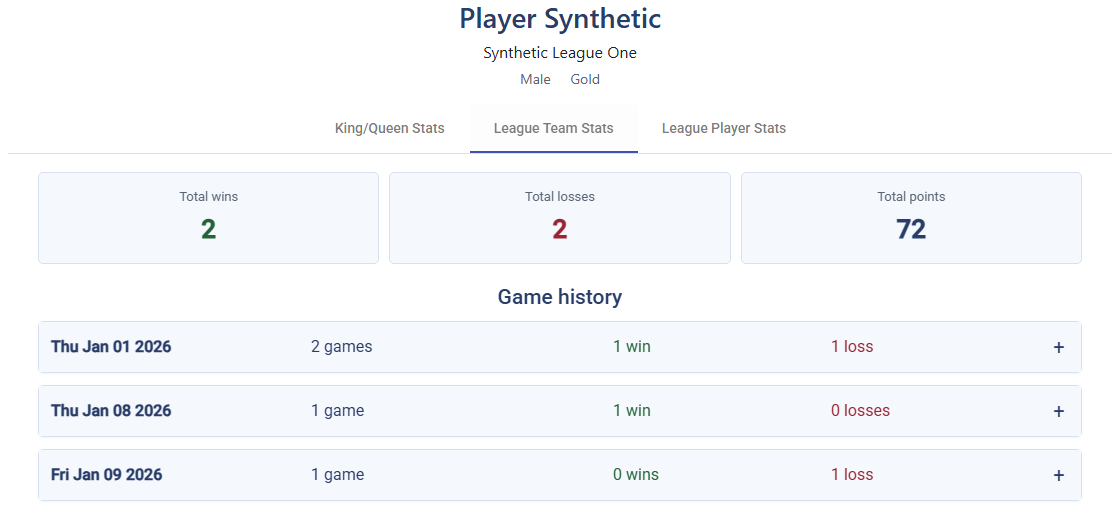 Player Synthetic
Synthetic League One
Male Gold
King/Queen Stats League Team Stats League Player Stats
Total wins Total losses Total points
2 2 72
Game history
Thu Jan 01 2026 2 games 1 win 1 loss +
Thu Jan 08 2026 1 game 1 win 0 losses +
Fri Jan 09 2026 1 game 0 wins 1 loss +